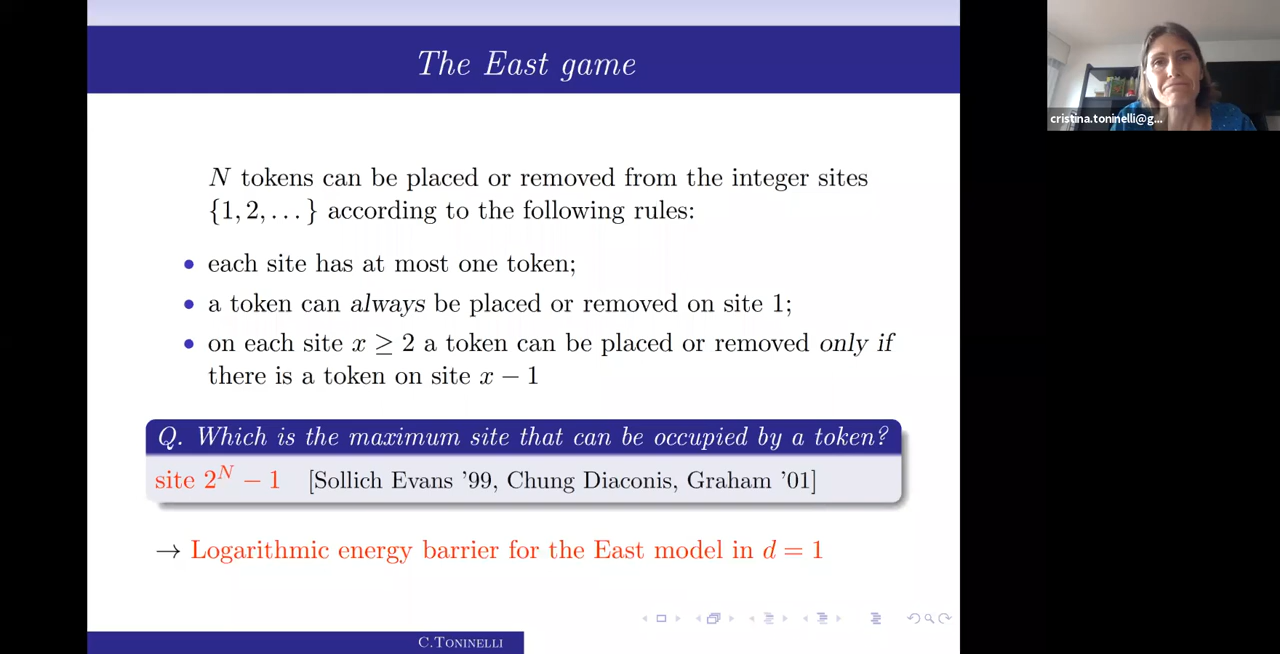 The East game
cristina.toninelli@g...
N tokens can be placed or removed from the integer sites
{1, 2, . . . } according to the following rules:
• each site has at most one token;
• a token can always be placed or removed on site 1;
• on each site x ≥ 2 a token can be placed or removed only if
there is a token on site x − 1
Q. Which is the maximum site that can be occupied by a token?
site 2^N − 1 [Sollich Evans '99, Chung Diaconis, Graham '01]
→ Logarithmic energy barrier for the East model in d = 1
C.Toninelli